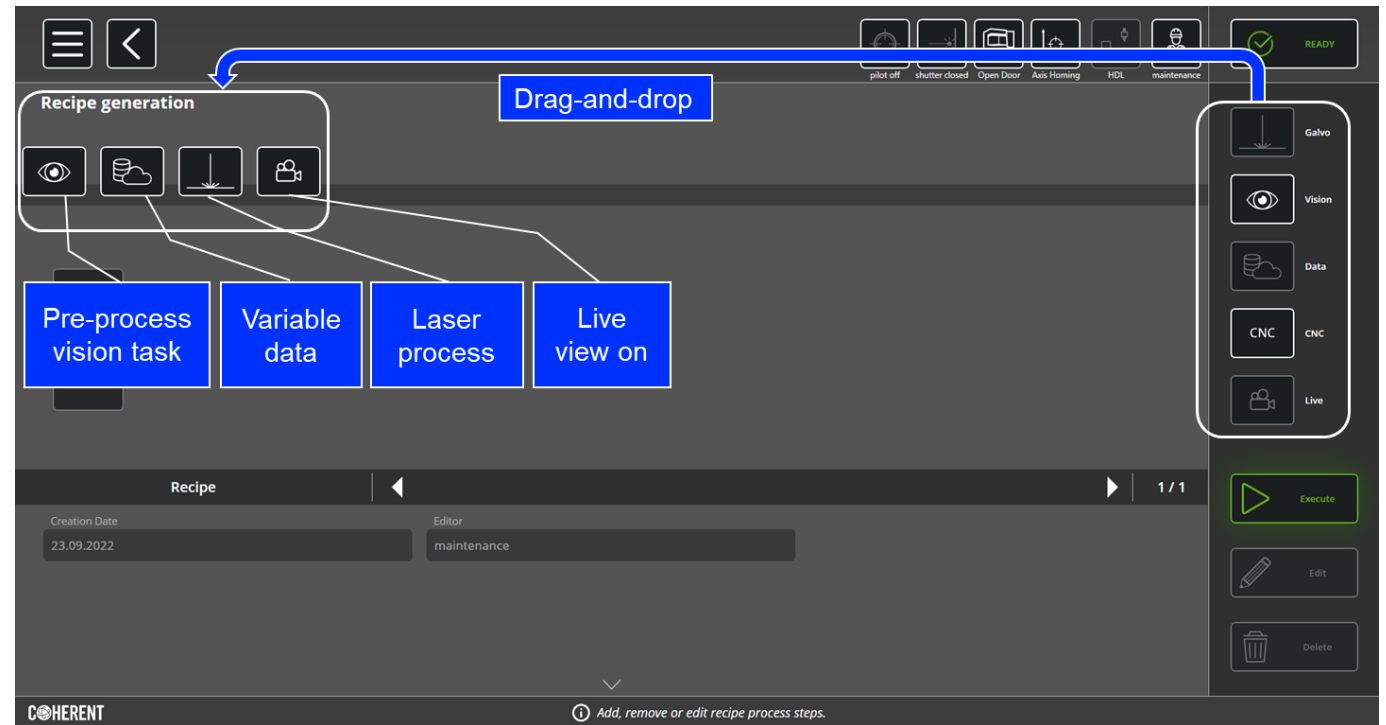 pilot off
shutter closed
Open Door
Axis Homing
HDL
maintenance
READY
Drag-and-drop
Recipe generation
Galvo
Vision
Data
CNC CNC
Live
Pre-process
vision task
Variable
data
Laser
process
Live
view on
Recipe
1 / 1
Creation Date
23.09.2022
Editor
maintenance
Execute
Edit
Delete
COHERENT
Add, remove or edit recipe process steps.